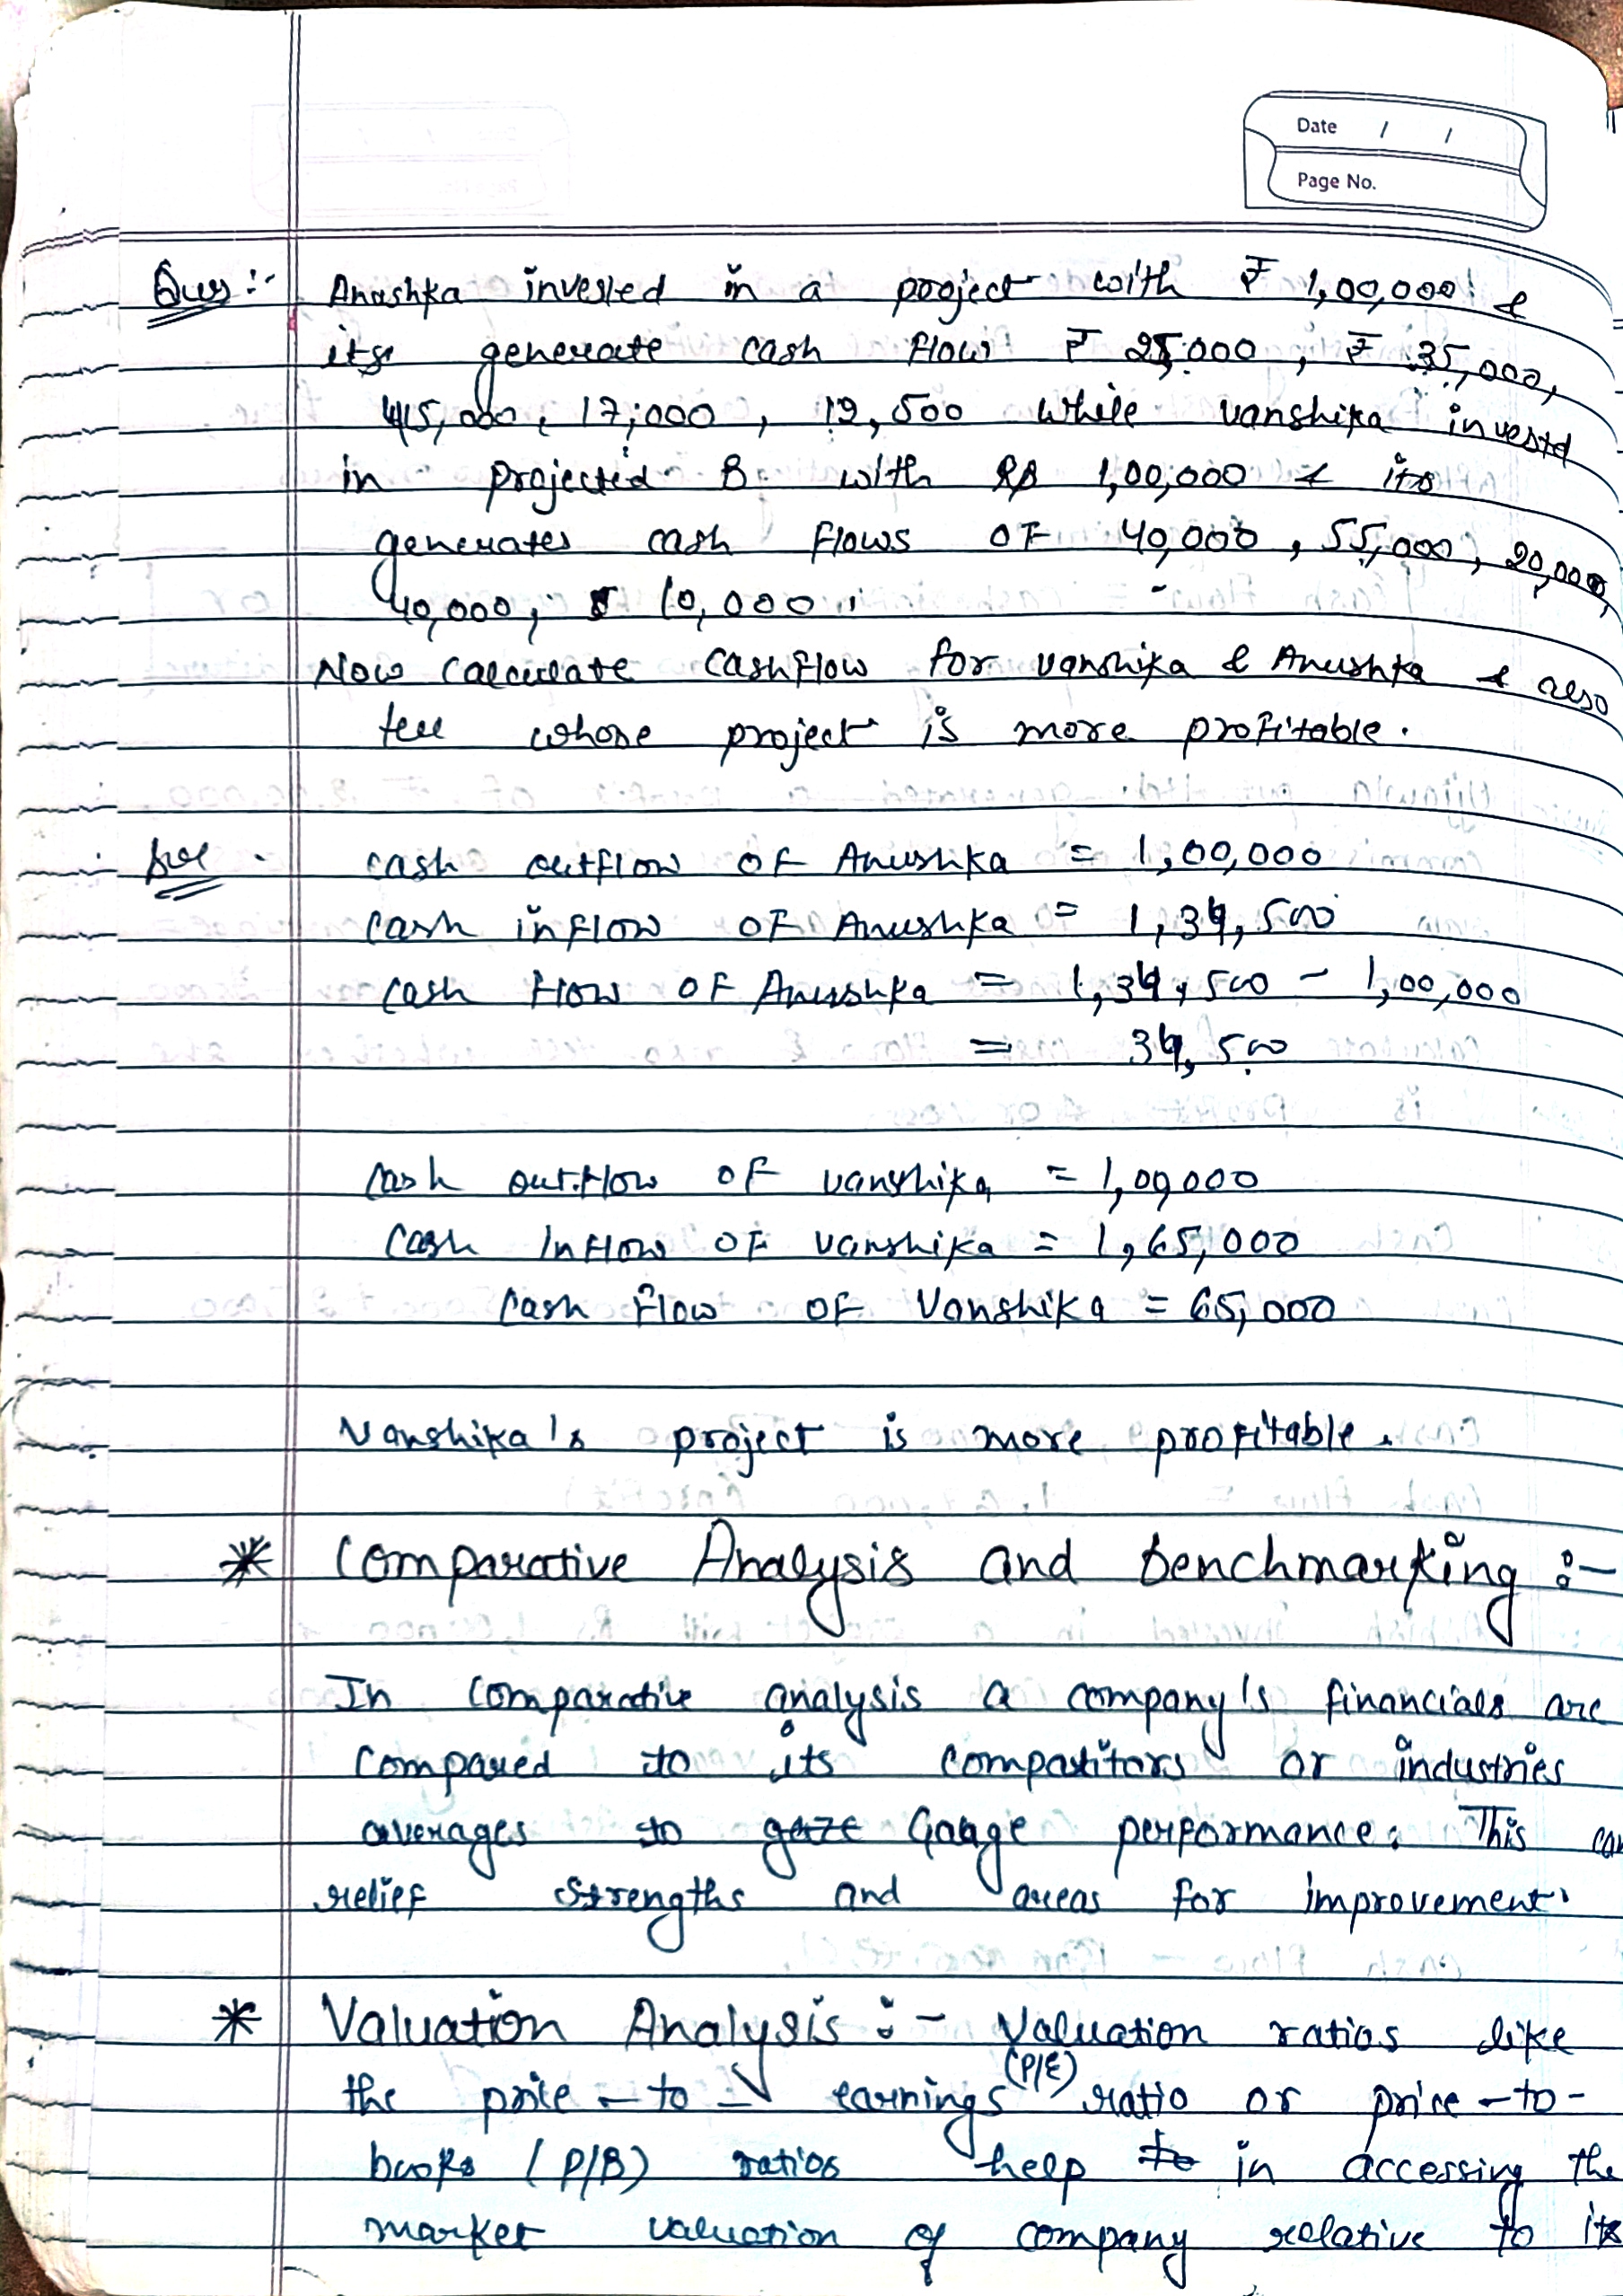 Date / /
Page No.
Ques :- Anushka invested in a project with ₹ 1,00,000 &
its generate cash flow ₹ 25,000, ₹ 35,000,
45,000, 17,000, 12,500 while vanshika investd
in projected B with RS 1,00,000 & its
generates cash flows OF 40,000, 55,000, 20,000,
40,000, 10,000.
Now calculate cashflow for vanshika & Anushka & also
tell whose project is more profitable.
Sol. cash outflow OF Anushka = 1,00,000
cash inflow OF Anushka = 1,34,500
cash flow OF Anushka = 1,34,500 - 1,00,000
= 34,500
Cash outflow OF vanshika = 1,00,000
Cash Inflow OF vanshika = 1,65,000
Cash flow OF Vanshika = 65,000
Vanshika's project is more profitable.
* Comparative Analysis and Benchmarking :-
In comparative analysis a company's financials are
compared to its compatitors or industries
averages to gaze Gauge performance. This can
relief strengths and areas for improvement.
* Valuation Analysis :- Valuation ratios like
the price - to - earnings (P/E) ratio or price - to -
books (P/B) ratios help to in accessing the
market valuation of company relative to its